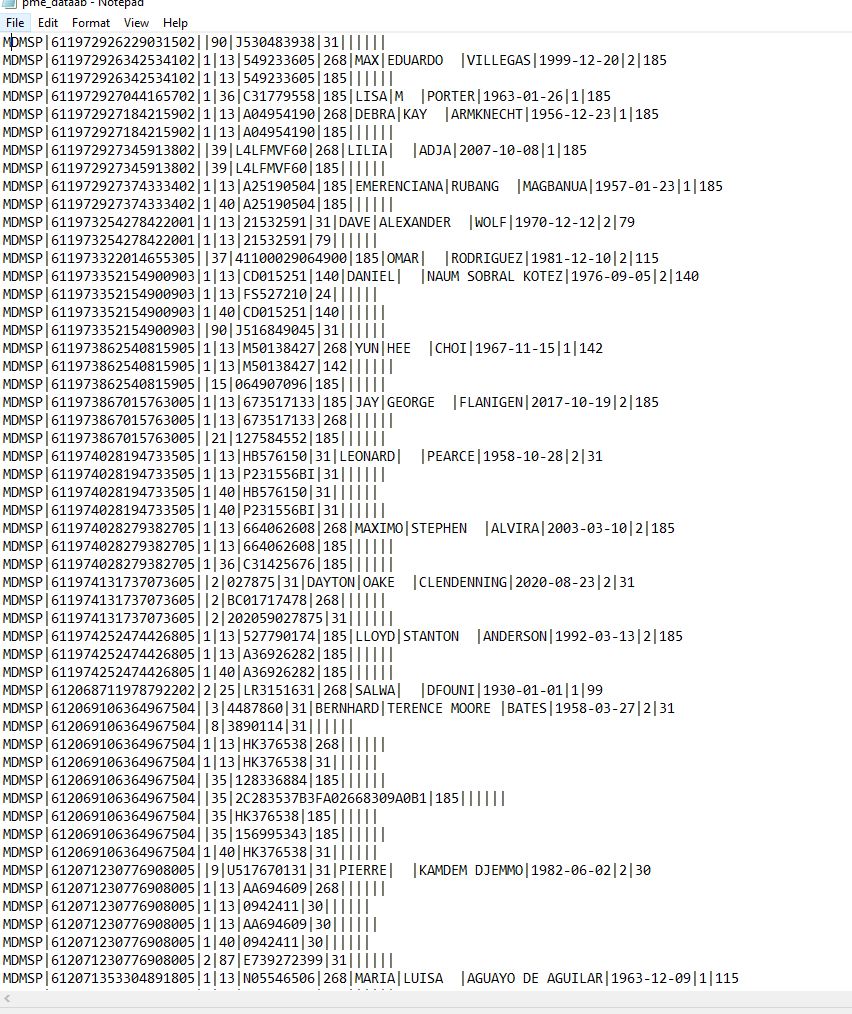 pme_dataab - Notepad
File Edit Format View Help
MDMSP|611972926229031502||90|J530483938|31||||||
MDMSP|611972926342534102|1|13|549233605|268|MAX|EDUARDO  |VILLEGAS|1999-12-20|2|185
MDMSP|611972926342534102|1|13|549233605|185||||||
MDMSP|611972927044165702|1|36|C31779558|185|LISA|M  |PORTER|1963-01-26|1|185
MDMSP|611972927184215902|1|13|A04954190|268|DEBRA|KAY  |ARMKNECHT|1956-12-23|1|185
MDMSP|611972927184215902|1|13|A04954190|185||||||
MDMSP|611972927345913802||39|L4LFMVF60|268|LILIA|  |ADJA|2007-10-08|1|185
MDMSP|611972927345913802||39|L4LFMVF60|185||||||
MDMSP|611972927374333402|1|13|A25190504|185|EMERENCIANA|RUBANG  |MAGBANUA|1957-01-23|1|185
MDMSP|611972927374333402|1|40|A25190504|185||||||
MDMSP|611973254278422001|1|13|21532591|31|DAVE|ALEXANDER  |WOLF|1970-12-12|2|79
MDMSP|611973254278422001|1|13|21532591|79||||||
MDMSP|611973322014655305||37|41100029064900|185|OMAR|  |RODRIGUEZ|1981-12-10|2|115
MDMSP|611973352154900903|1|13|CD015251|140|DANIEL|  |NAUM SOBRAL KOTEZ|1976-09-05|2|140
MDMSP|611973352154900903|1|13|FS527210|24||||||
MDMSP|611973352154900903|1|40|CD015251|140||||||
MDMSP|611973352154900903||90|J516849045|31||||||
MDMSP|611973862540815905|1|13|M50138427|268|YUN|HEE  |CHOI|1967-11-15|1|142
MDMSP|611973862540815905|1|13|M50138427|142||||||
MDMSP|611973862540815905||15|064907096|185||||||
MDMSP|611973867015763005|1|13|673517133|185|JAY|GEORGE  |FLANIGEN|2017-10-19|2|185
MDMSP|611973867015763005|1|13|673517133|268||||||
MDMSP|611973867015763005||21|127584552|185||||||
MDMSP|611974028194733505|1|13|HB576150|31|LEONARD|  |PEARCE|1958-10-28|2|31
MDMSP|611974028194733505|1|13|P231556BI|31||||||
MDMSP|611974028194733505|1|40|HB576150|31||||||
MDMSP|611974028194733505|1|40|P231556BI|31||||||
MDMSP|611974028279382705|1|13|664062608|268|MAXIMO|STEPHEN  |ALVIRA|2003-03-10|2|185
MDMSP|611974028279382705|1|13|664062608|185||||||
MDMSP|611974028279382705|1|36|C31425676|185||||||
MDMSP|611974131737073605||2|027875|31|DAYTON|OAKE  |CLENDENNING|2020-08-23|2|31
MDMSP|611974131737073605||2|BC01717478|268||||||
MDMSP|611974131737073605||2|202059027875|31||||||
MDMSP|611974252474426805|1|13|527790174|185|LLOYD|STANTON  |ANDERSON|1992-03-13|2|185
MDMSP|611974252474426805|1|13|A36926282|185||||||
MDMSP|611974252474426805|1|40|A36926282|185||||||
MDMSP|612068711978792202|2|25|LR3151631|268|SALWA|  |DFOUNI|1930-01-01|1|99
MDMSP|612069106364967504||3|4487860|31|BERNHARD|TERENCE MOORE |BATES|1958-03-27|2|31
MDMSP|612069106364967504||8|3890114|31||||||
MDMSP|612069106364967504|1|13|HK376538|268||||||
MDMSP|612069106364967504|1|13|HK376538|31||||||
MDMSP|612069106364967504||35|128336884|185||||||
MDMSP|612069106364967504||35|2C283537B3FA02668309A0B1|185||||||
MDMSP|612069106364967504||35|HK376538|185||||||
MDMSP|612069106364967504||35|156995343|185||||||
MDMSP|612069106364967504|1|40|HK376538|31||||||
MDMSP|612071230776908005||9|U517670131|31|PIERRE|  |KAMDEM DJEMMO|1982-06-02|2|30
MDMSP|612071230776908005|1|13|AA694609|268||||||
MDMSP|612071230776908005|1|13|0942411|30||||||
MDMSP|612071230776908005|1|13|AA694609|30||||||
MDMSP|612071230776908005|1|40|0942411|30||||||
MDMSP|612071230776908005|2|87|E739272399|31||||||
MDMSP|612071353304891805|1|13|N05546506|268|MARIA|LUISA  |AGUAYO DE AGUILAR|1963-12-09|1|115